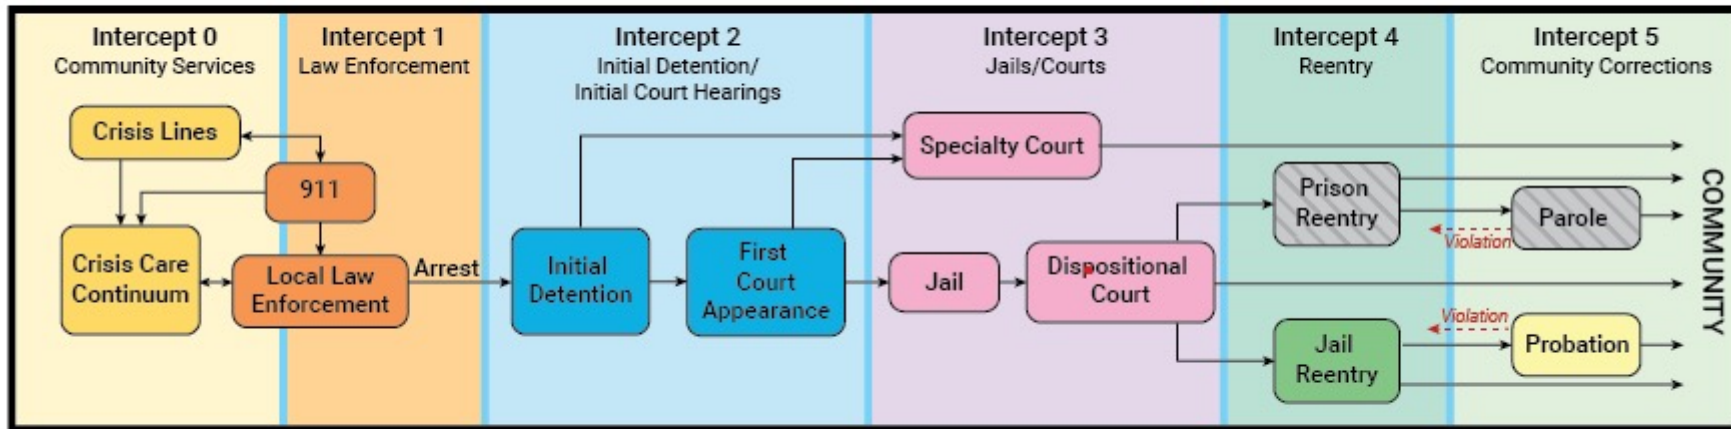 Intercept 0
Community Services
Intercept 1
Law Enforcement
Intercept 2
Initial Detention/
Initial Court Hearings
Intercept 3
Jails/Courts
Intercept 4
Reentry
Intercept 5
Community Corrections
Crisis Lines
911
Crisis Care
Continuum
Local Law
Enforcement
Arrest
Initial
Detention
First
Court
Appearance
Specialty Court
Jail
Dispositional
Court
Prison
Reentry
Violation
Parole
Jail
Reentry
Violation
Probation
COMMUNITY